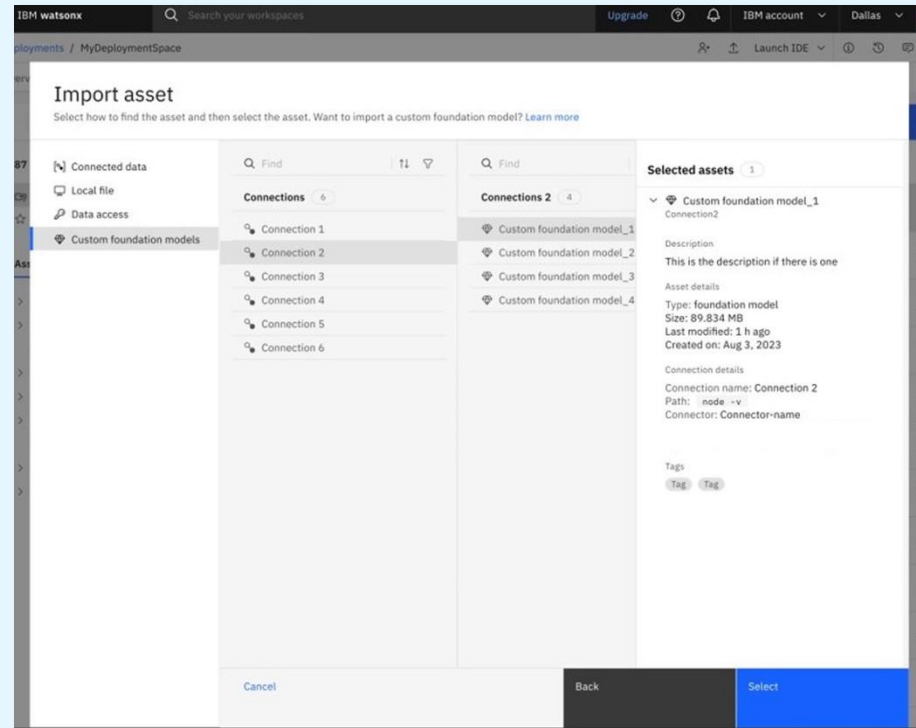 IBM watsonx
Search your workspaces
Upgrade
IBM account
Dallas
ployments / MyDeploymentSpace
Launch IDE
Import asset
Select how to find the asset and then select the asset. Want to import a custom foundation model? Learn more
87
Connected data
Local file
Data access
Custom foundation models
Find
Connections 6
Connection 1
Connection 2
Connection 3
Connection 4
Connection 5
Connection 6
Find
Connections 2 4
Custom foundation model_1
Custom foundation model_2
Custom foundation model_3
Custom foundation model_4
Selected assets 1
Custom foundation model_1
Connection2
Description
This is the description if there is one
Asset details
Type: foundation model
Size: 89.834 MB
Last modified: 1 h ago
Created on: Aug 3, 2023
Connection details
Connection name: Connection 2
Path: node -v
Connector: Connector-name
Tags
Tag Tag
Cancel
Back
Select